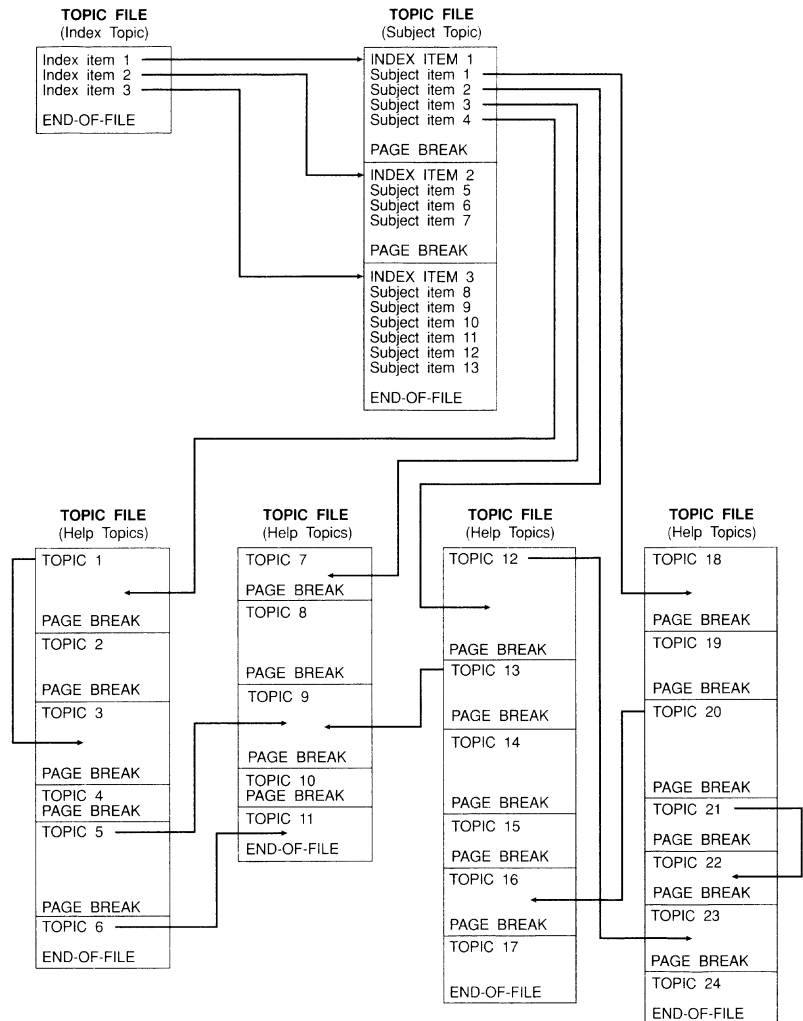 TOPIC FILE
(Index Topic)
Index item 1
Index item 2
Index item 3
END-OF-FILE
TOPIC FILE
(Subject Topic)
INDEX ITEM 1
Subject item 1
Subject item 2
Subject item 3
Subject item 4
PAGE BREAK
INDEX ITEM 2
Subject item 5
Subject item 6
Subject item 7
PAGE BREAK
INDEX ITEM 3
Subject item 8
Subject item 9
Subject item 10
Subject item 11
Subject item 12
Subject item 13
END-OF-FILE
TOPIC FILE
(Help Topics)
TOPIC 1
PAGE BREAK
TOPIC 2
PAGE BREAK
TOPIC 3
PAGE BREAK
TOPIC 4
PAGE BREAK
TOPIC 5
PAGE BREAK
TOPIC 6
END-OF-FILE
TOPIC FILE
(Help Topics)
TOPIC 7
PAGE BREAK
TOPIC 8
PAGE BREAK
TOPIC 9
PAGE BREAK
TOPIC 10
PAGE BREAK
TOPIC 11
END-OF-FILE
TOPIC FILE
(Help Topics)
TOPIC 12
PAGE BREAK
TOPIC 13
PAGE BREAK
TOPIC 14
PAGE BREAK
TOPIC 15
PAGE BREAK
TOPIC 16
PAGE BREAK
TOPIC 17
END-OF-FILE
TOPIC FILE
(Help Topics)
TOPIC 18
PAGE BREAK
TOPIC 19
PAGE BREAK
TOPIC 20
PAGE BREAK
TOPIC 21
PAGE BREAK
TOPIC 22
PAGE BREAK
TOPIC 23
PAGE BREAK
TOPIC 24
END-OF-FILE